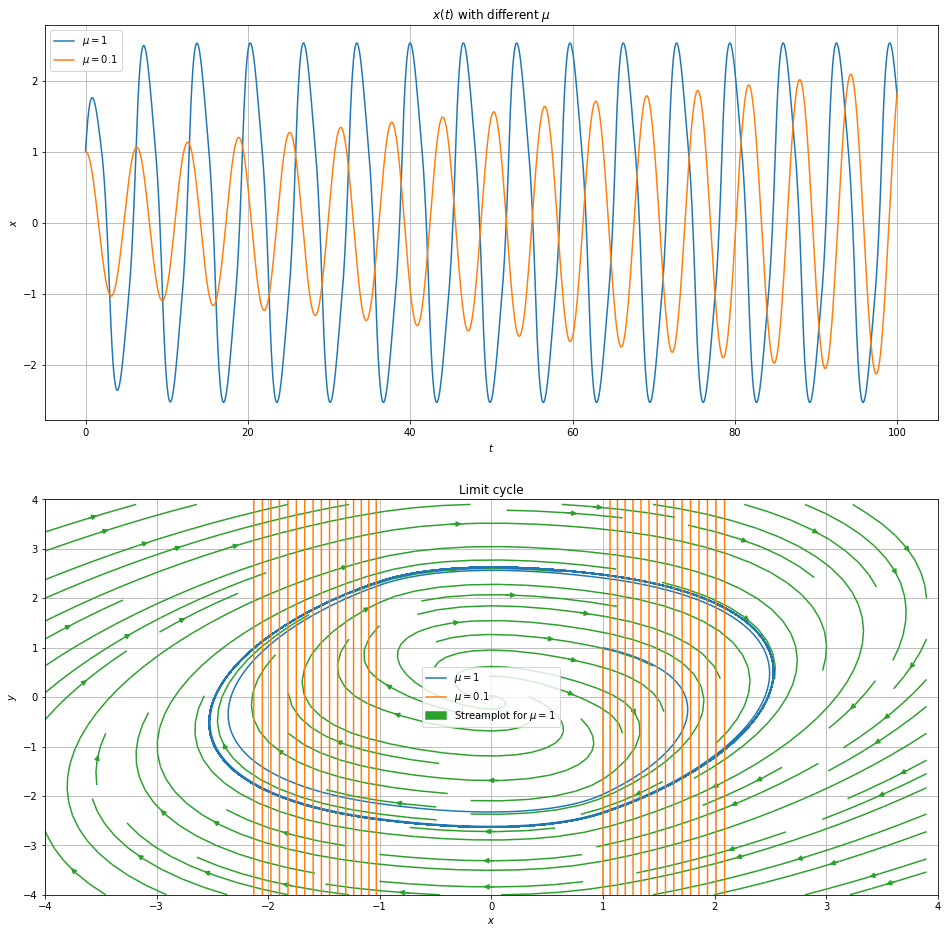 x(t) with different μ
μ = 1
μ = 0.1
x
2
1
0
−1
−2
0
20
40
60
80
100
t
Limit cycle
y
4
3
2
1
0
−1
−2
−3
−4
μ = 1
μ = 0.1
Streamplot for μ = 1
−4
−3
−2
−1
0
1
2
3
4
x